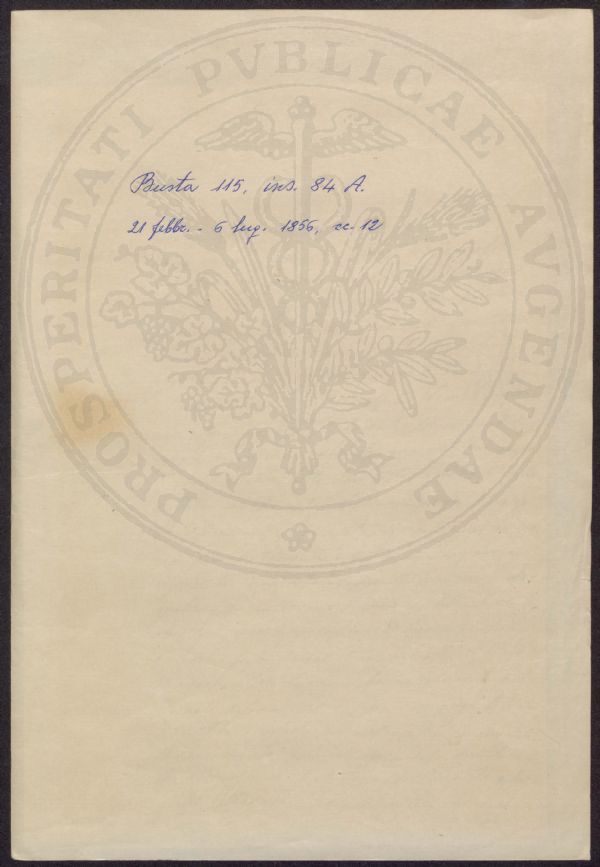 Busta 115, ins. 84 A.
21 febbr. - 6 lug. 1856, cc. 12
PROSPERITATI PVBLICAE AVGENDAE